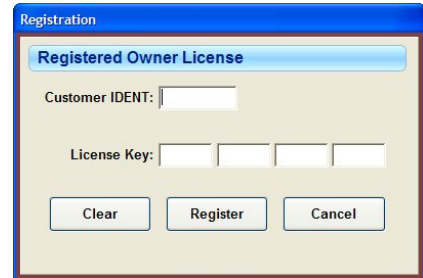 Registration
Registered Owner License
Customer IDENT:
License Key:
Clear Register Cancel